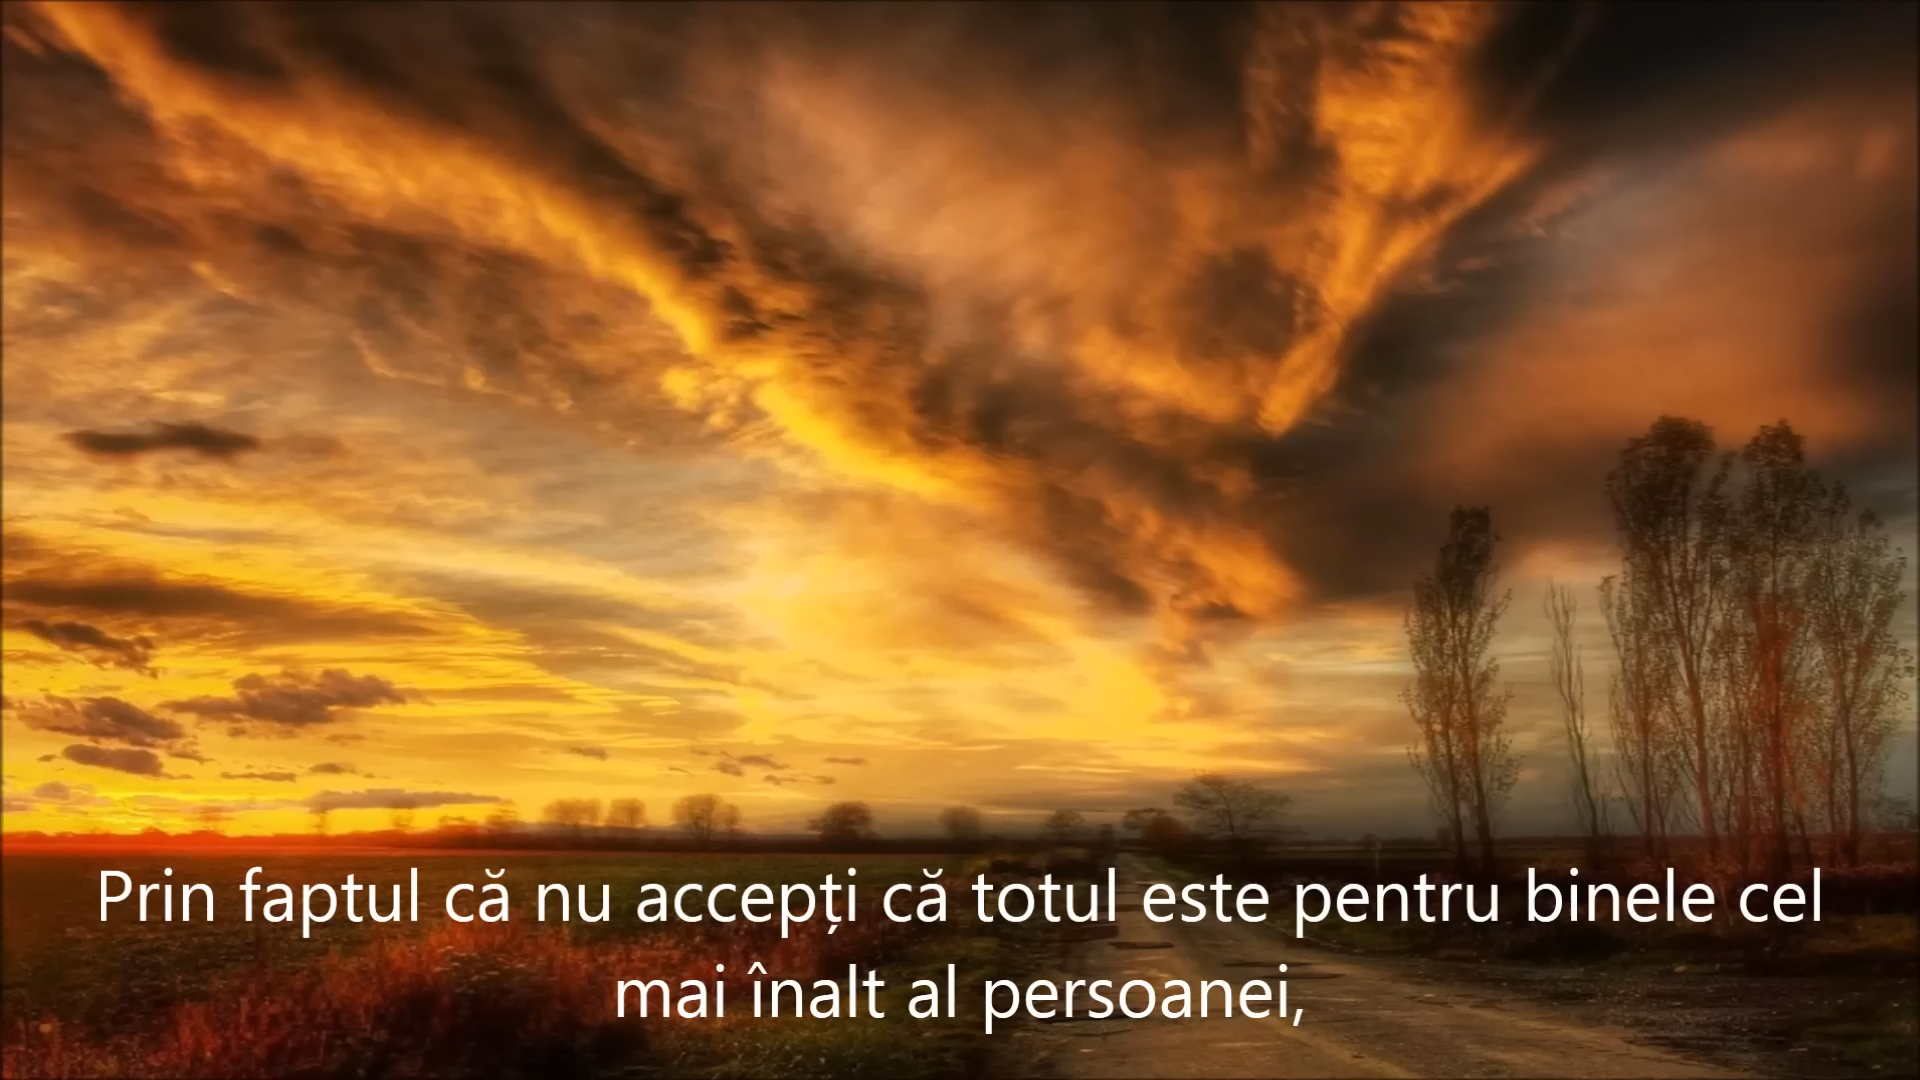 Prin faptul că nu accepți că totul este pentru binele cel
mai înalt al persoanei,